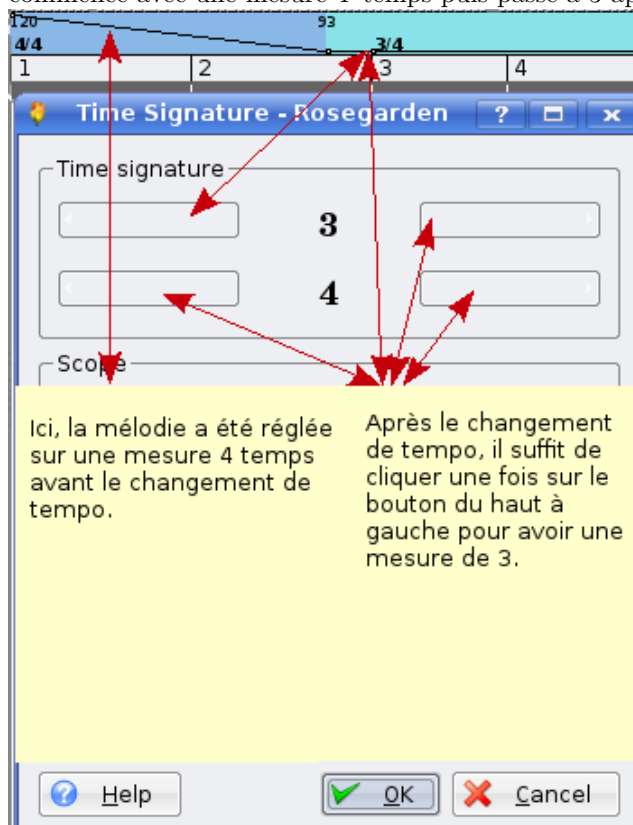 120 93
4/4 3/4
1 2 3 4
Time Signature - Rosegarden ?
Time signature
3
4
Scope
Ici, la mélodie a été réglée
sur une mesure 4 temps
avant le changement de
tempo.
Après le changement
de tempo, il suffit de
cliquer une fois sur le
bouton du haut à
gauche pour avoir une
mesure de 3.
Help OK Cancel